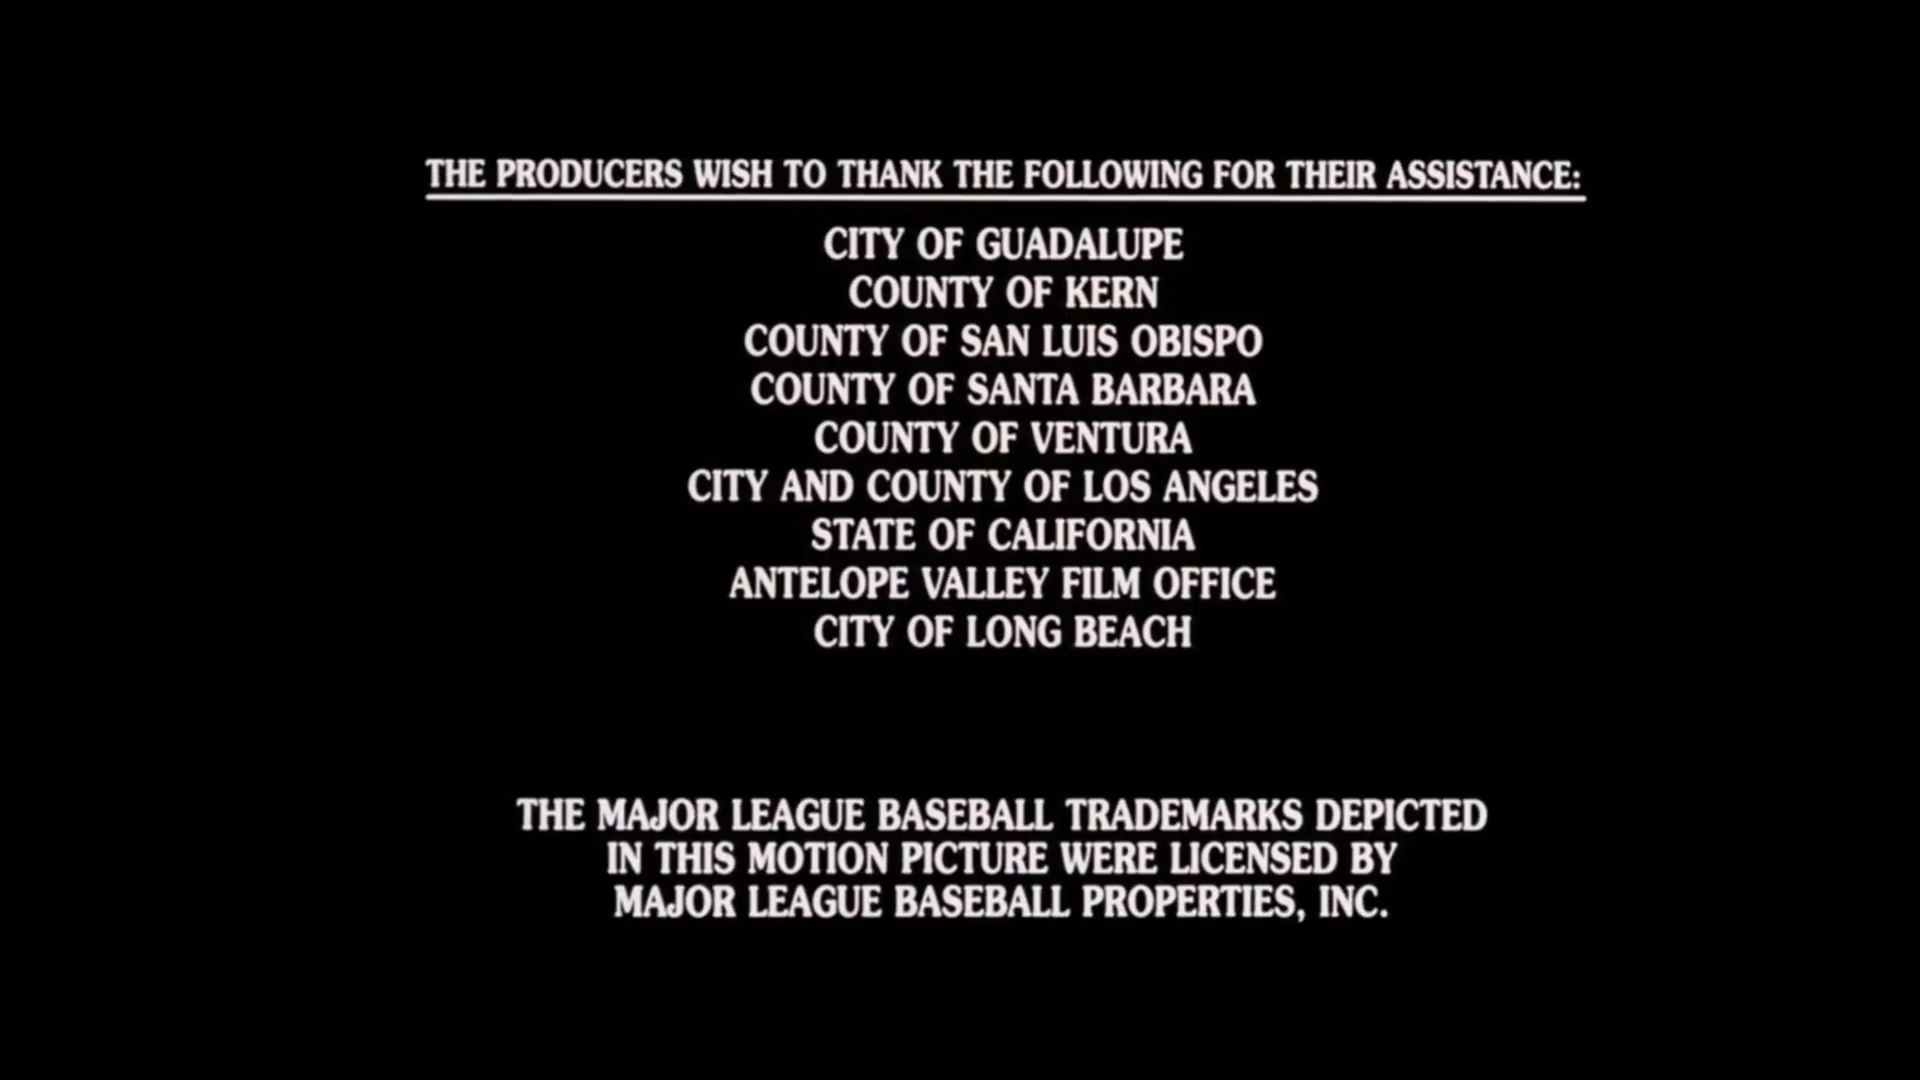 THE PRODUCERS WISH TO THANK THE FOLLOWING FOR THEIR ASSISTANCE:
CITY OF GUADALUPE
COUNTY OF KERN
COUNTY OF SAN LUIS OBISPO
COUNTY OF SANTA BARBARA
COUNTY OF VENTURA
CITY AND COUNTY OF LOS ANGELES
STATE OF CALIFORNIA
ANTELOPE VALLEY FILM OFFICE
CITY OF LONG BEACH
THE MAJOR LEAGUE BASEBALL TRADEMARKS DEPICTED
IN THIS MOTION PICTURE WERE LICENSED BY
MAJOR LEAGUE BASEBALL PROPERTIES, INC.